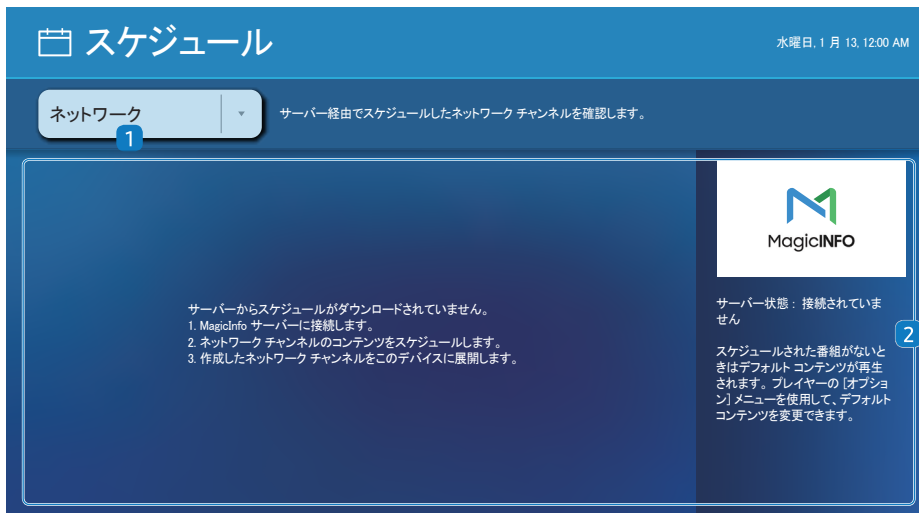 スケジュール
水曜日, 1 月 13, 12:00 AM
ネットワーク
1
サーバー経由でスケジュールしたネットワーク チャンネルを確認します。
サーバーからスケジュールがダウンロードされていません。
1. MagicInfo サーバーに接続します。
2. ネットワーク チャンネルのコンテンツをスケジュールします。
3. 作成したネットワーク チャンネルをこのデバイスに展開します。
MagicINFO
サーバー状態 : 接続されていま
せん
2
スケジュールされた番組がないと
きはデフォルト コンテンツが再生
されます。プレイヤーの [オプショ
ン] メニューを使用して、デフォルト
コンテンツを変更できます。